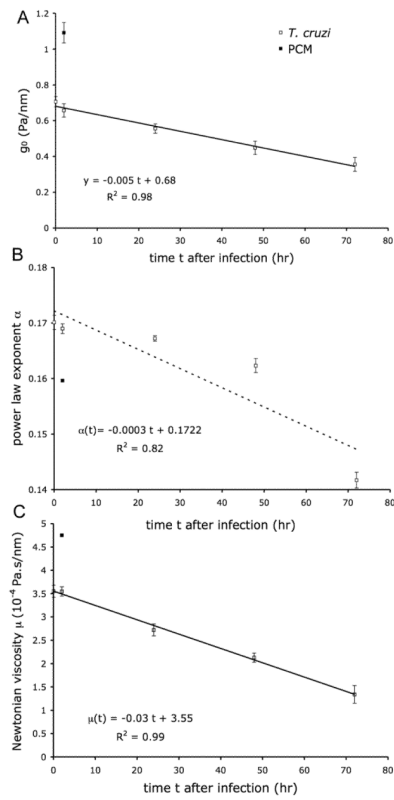 A
1.2
1
0.8
0.6
0.4
0.2
0
g₀ (Pa/nm)
T. cruzi
PCM
y = -0.005 t + 0.68
R² = 0.98
0 10 20 30 40 50 60 70 80
time t after infection (hr)
B
0.18
0.17
0.16
0.15
0.14
power law exponent α
α(t)= -0.0003 t + 0.1722
R² = 0.82
0 10 20 30 40 50 60 70 80
time t after infection (hr)
C
5
4.5
4
3.5
3
2.5
2
1.5
1
0.5
0
Newtonian viscosity μ (10⁻⁴ Pa.s/nm)
μ(t) = -0.03 t + 3.55
R² = 0.99
0 10 20 30 40 50 60 70 80
time t after infection (hr)